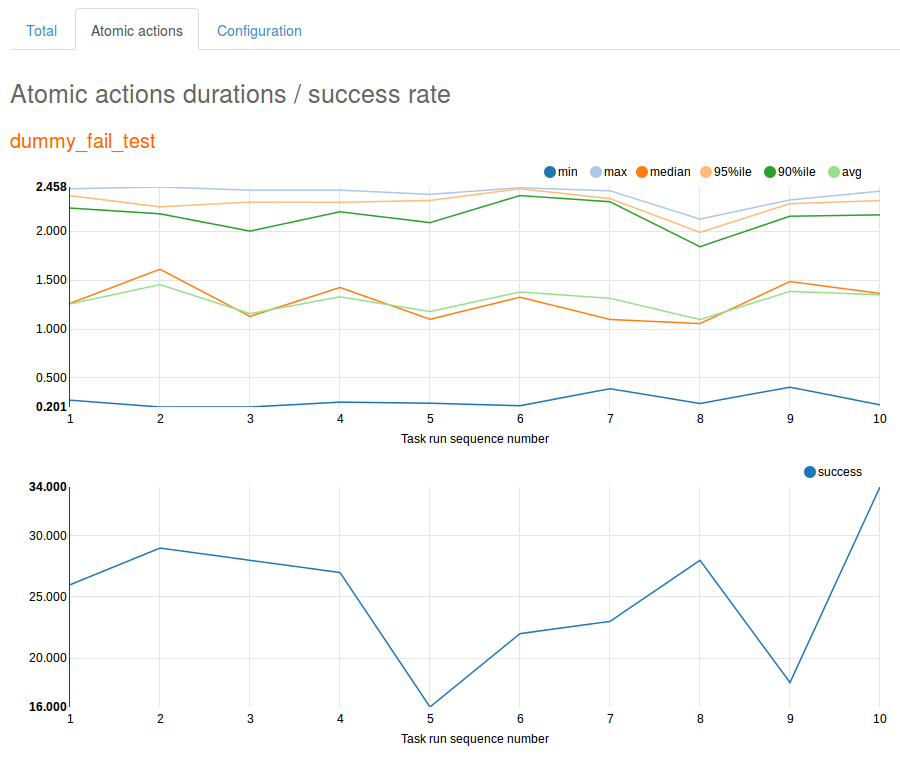 Total Atomic actions Configuration
Atomic actions durations / success rate
dummy_fail_test
min max median 95%ile 90%ile avg
2.458
2.000
1.500
1.000
0.500
0.201
1 2 3 4 5 6 7 8 9 10
Task run sequence number
success
34.000
30.000
25.000
20.000
16.000
1 2 3 4 5 6 7 8 9 10
Task run sequence number